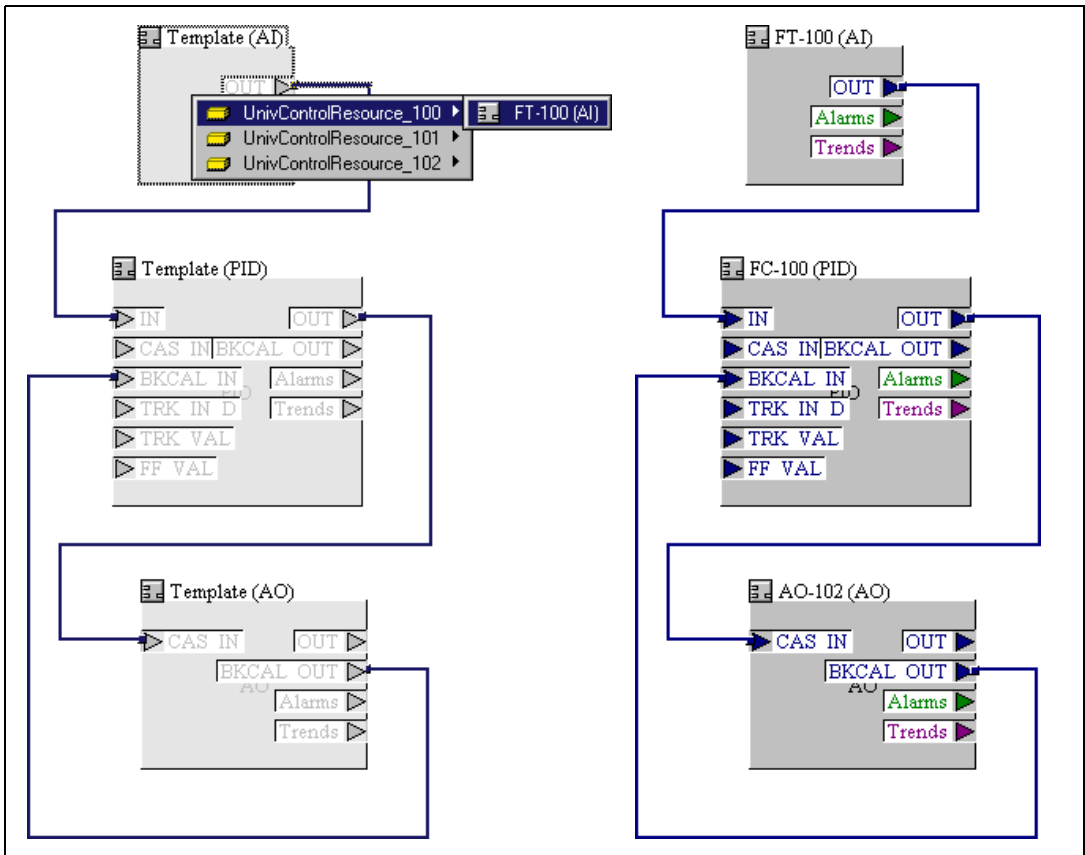 Template (AI)
OUT
UnivControlResource_100
FT-100 (AI)
UnivControlResource_101
UnivControlResource_102
Template (PID)
IN
OUT
CAS IN
BKCAL OUT
BKCAL IN
Alarms
PID
TRK IN D
Trends
TRK VAL
FF VAL
Template (AO)
CAS IN
OUT
BKCAL OUT
AO
Alarms
Trends
FT-100 (AI)
OUT
Alarms
Trends
FC-100 (PID)
IN
OUT
CAS IN
BKCAL OUT
BKCAL IN
Alarms
PID
TRK IN D
Trends
TRK VAL
FF VAL
AO-102 (AO)
CAS IN
OUT
BKCAL OUT
AO
Alarms
Trends